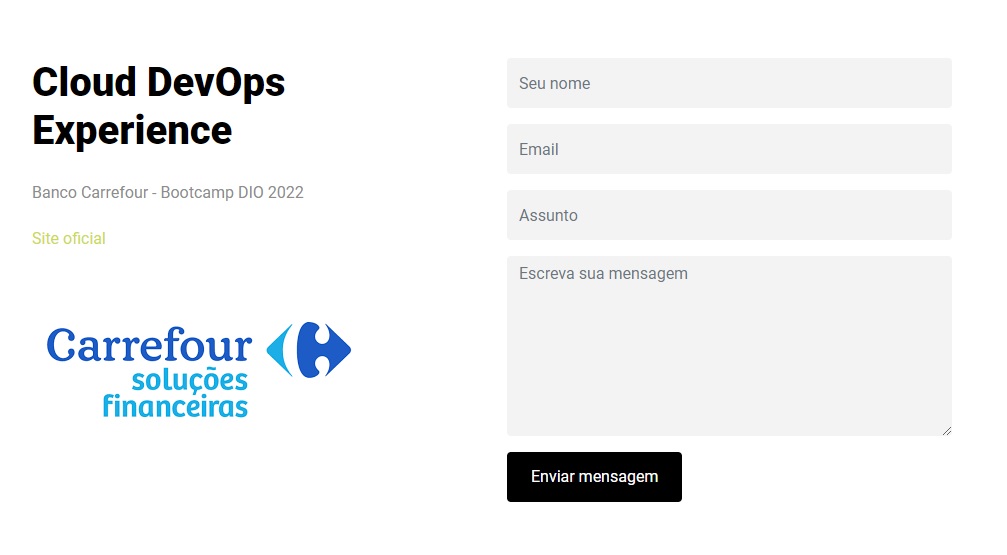 Cloud DevOps
Experience
Banco Carrefour - Bootcamp DIO 2022
Site oficial
Carrefour
soluções
financeiras
Seu nome
Email
Assunto
Escreva sua mensagem
Enviar mensagem